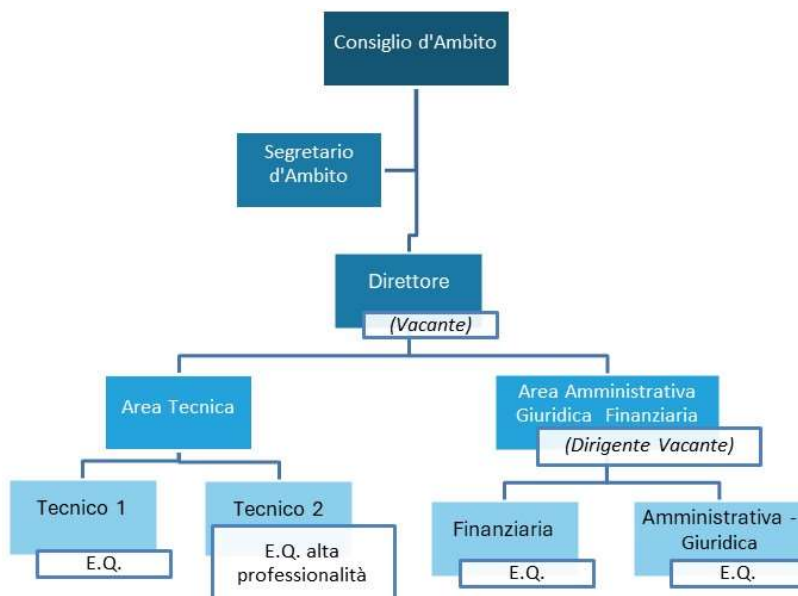 Consiglio d'Ambito
Segretario
d'Ambito
Direttore
(Vacante)
Area Tecnica
Area Amministrativa
Giuridica Finanziaria
(Dirigente Vacante)
Tecnico 1
E.Q.
Tecnico 2
E.Q. alta
professionalità
Finanziaria
E.Q.
Amministrativa -
Giuridica
E.Q.